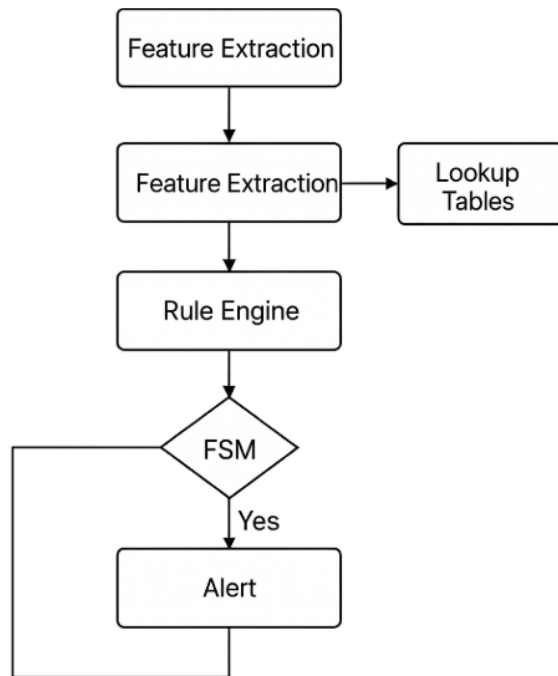 Feature Extraction
Feature Extraction
Lookup
Tables
Rule Engine
FSM
Yes
Alert